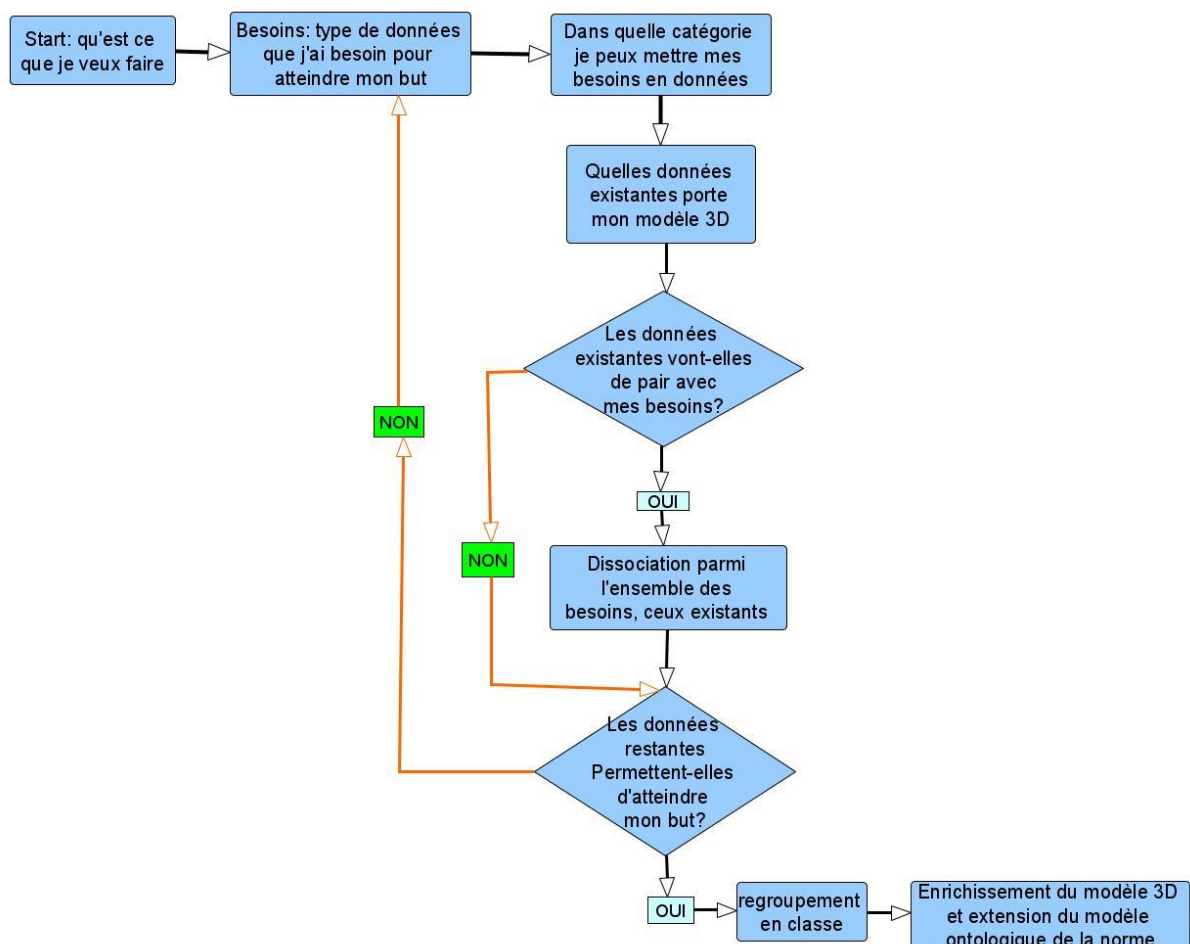 Start: qu'est ce
que je veux faire
Besoins: type de données
que j'ai besoin pour
atteindre mon but
Dans quelle catégorie
je peux mettre mes
besoins en données
Quelles données
existantes porte
mon modèle 3D
Les données
existantes vont-elles
de pair avec
mes besoins?
NON
OUI
NON
Dissociation parmi
l'ensemble des
besoins, ceux existants
Les données
restantes
Permettent-elles
d'atteindre
mon but?
OUI
regroupement
en classe
Enrichissement du modèle 3D
et extension du modèle
ontologique de la norme